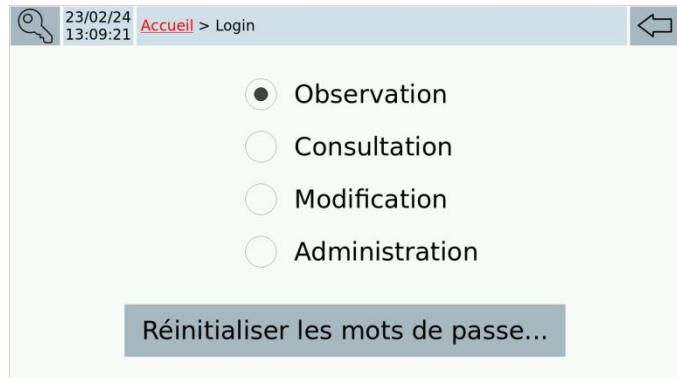 23/02/24
13:09:21
Accueil > Login
Observation
Consultation
Modification
Administration
Réinitialiser les mots de passe...